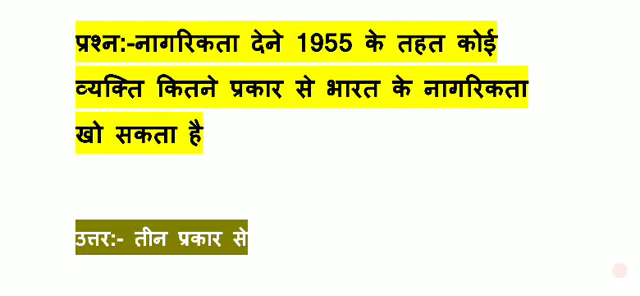 प्रश्न:-नागरिकता देने 1955 के तहत कोई
व्यक्ति कितने प्रकार से भारत के नागरिकता
खो सकता है
उत्तर:- तीन प्रकार से